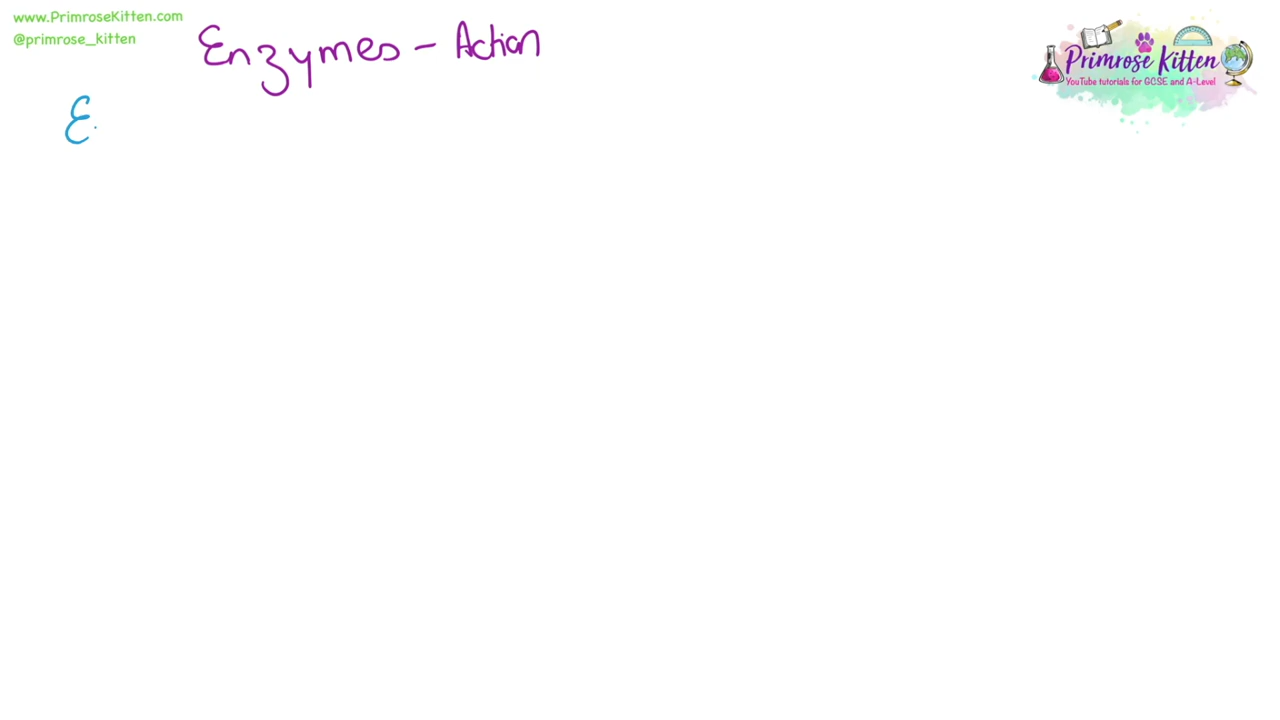 www.PrimroseKitten.com
@primrose_kitten
Enzymes - Action
Primrose Kitten
YouTube tutorials for GCSE and A-Level
E